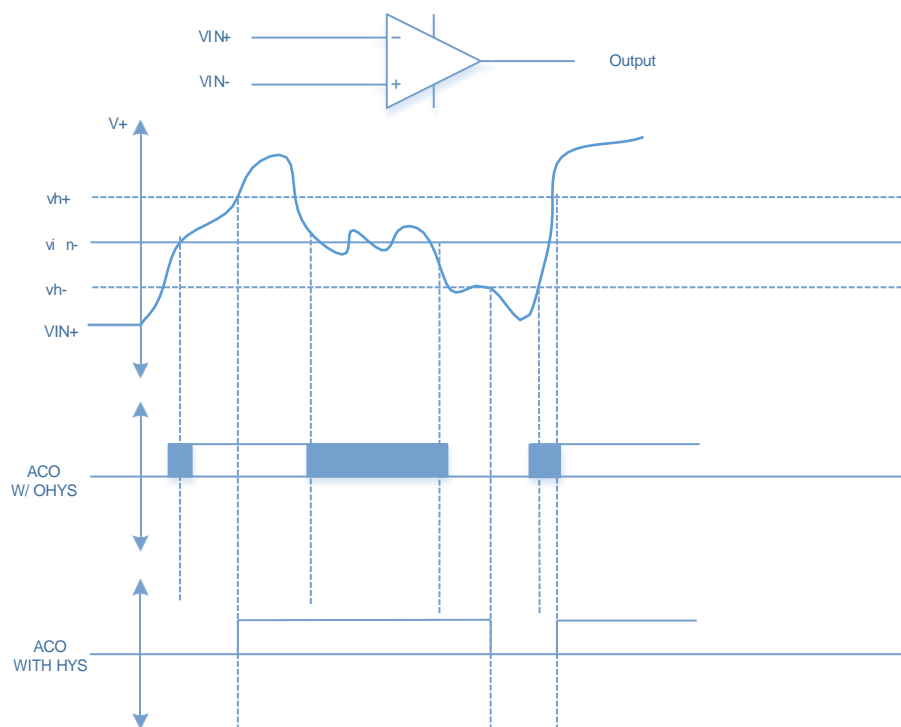 VIN+
−
Output
VIN-
+
V+
vh+
vi n-
vh-
VIN+
ACO
W/ OHYS
ACO
WITH HYS